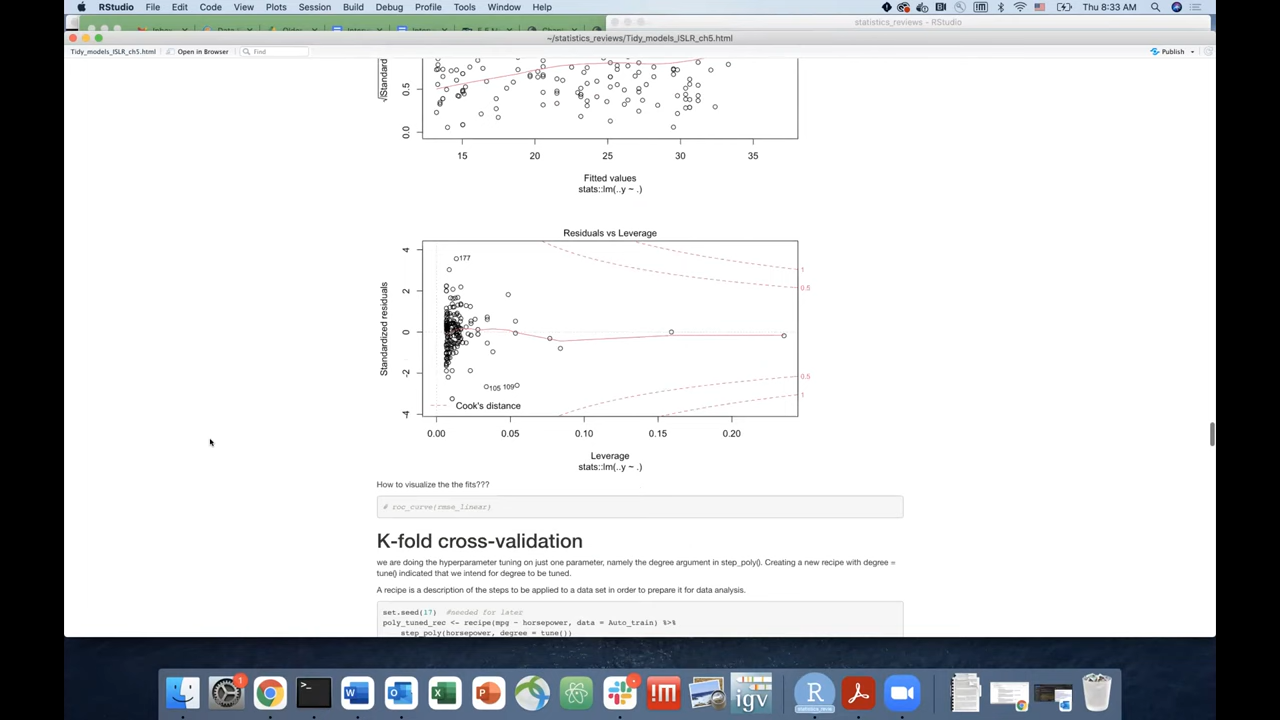 RStudio File Edit Code View Plots Session Build Debug Profile Tools Window Help Thu 8:33 AM
statistics_reviews - RStudio
~/statistics_reviews/Tidy_models_ISLR_ch5.html
Tidy_models_ISLR_ch5.html Open in Browser Find Publish
√|Standard
0.5
0.0
15 20 25 30 35
Fitted values
stats::lm(..y ~ .)
Residuals vs Leverage
Standardized residuals
4
2
0
-2
-4
177
105 109
1
0.5
0.5
1
Cook's distance
0.00 0.05 0.10 0.15 0.20
Leverage
stats::lm(..y ~ .)
How to visualize the the fits???
# roc_curve(rmse_linear)
K-fold cross-validation
we are doing the hyperparameter tuning on just one parameter, namely the degree argument in step_poly(). Creating a new recipe with degree =
tune() indicated that we intend for degree to be tuned.
A recipe is a description of the steps to be applied to a data set in order to prepare it for data analysis.
set.seed(17) #needed for later
poly_tuned_rec <- recipe(mpg ~ horsepower, data = Auto_train) %>%
step_poly(horsepower, degree = tune())
1
igv
statistics_revie